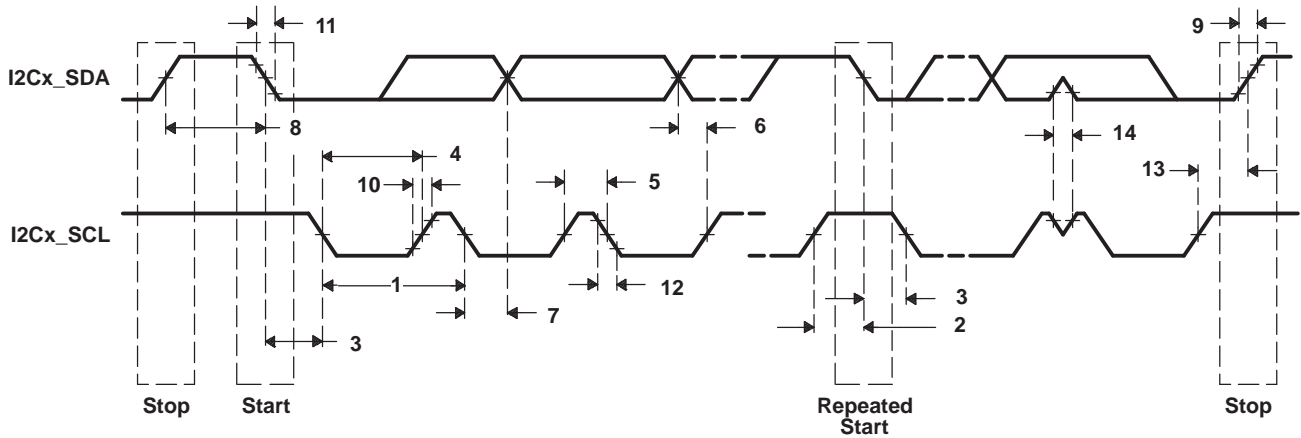 11
9
I2Cx_SDA
8
6
14
4
10
5
13
I2Cx_SCL
1
12
7
3
3
2
Stop
Start
Repeated
Start
Stop